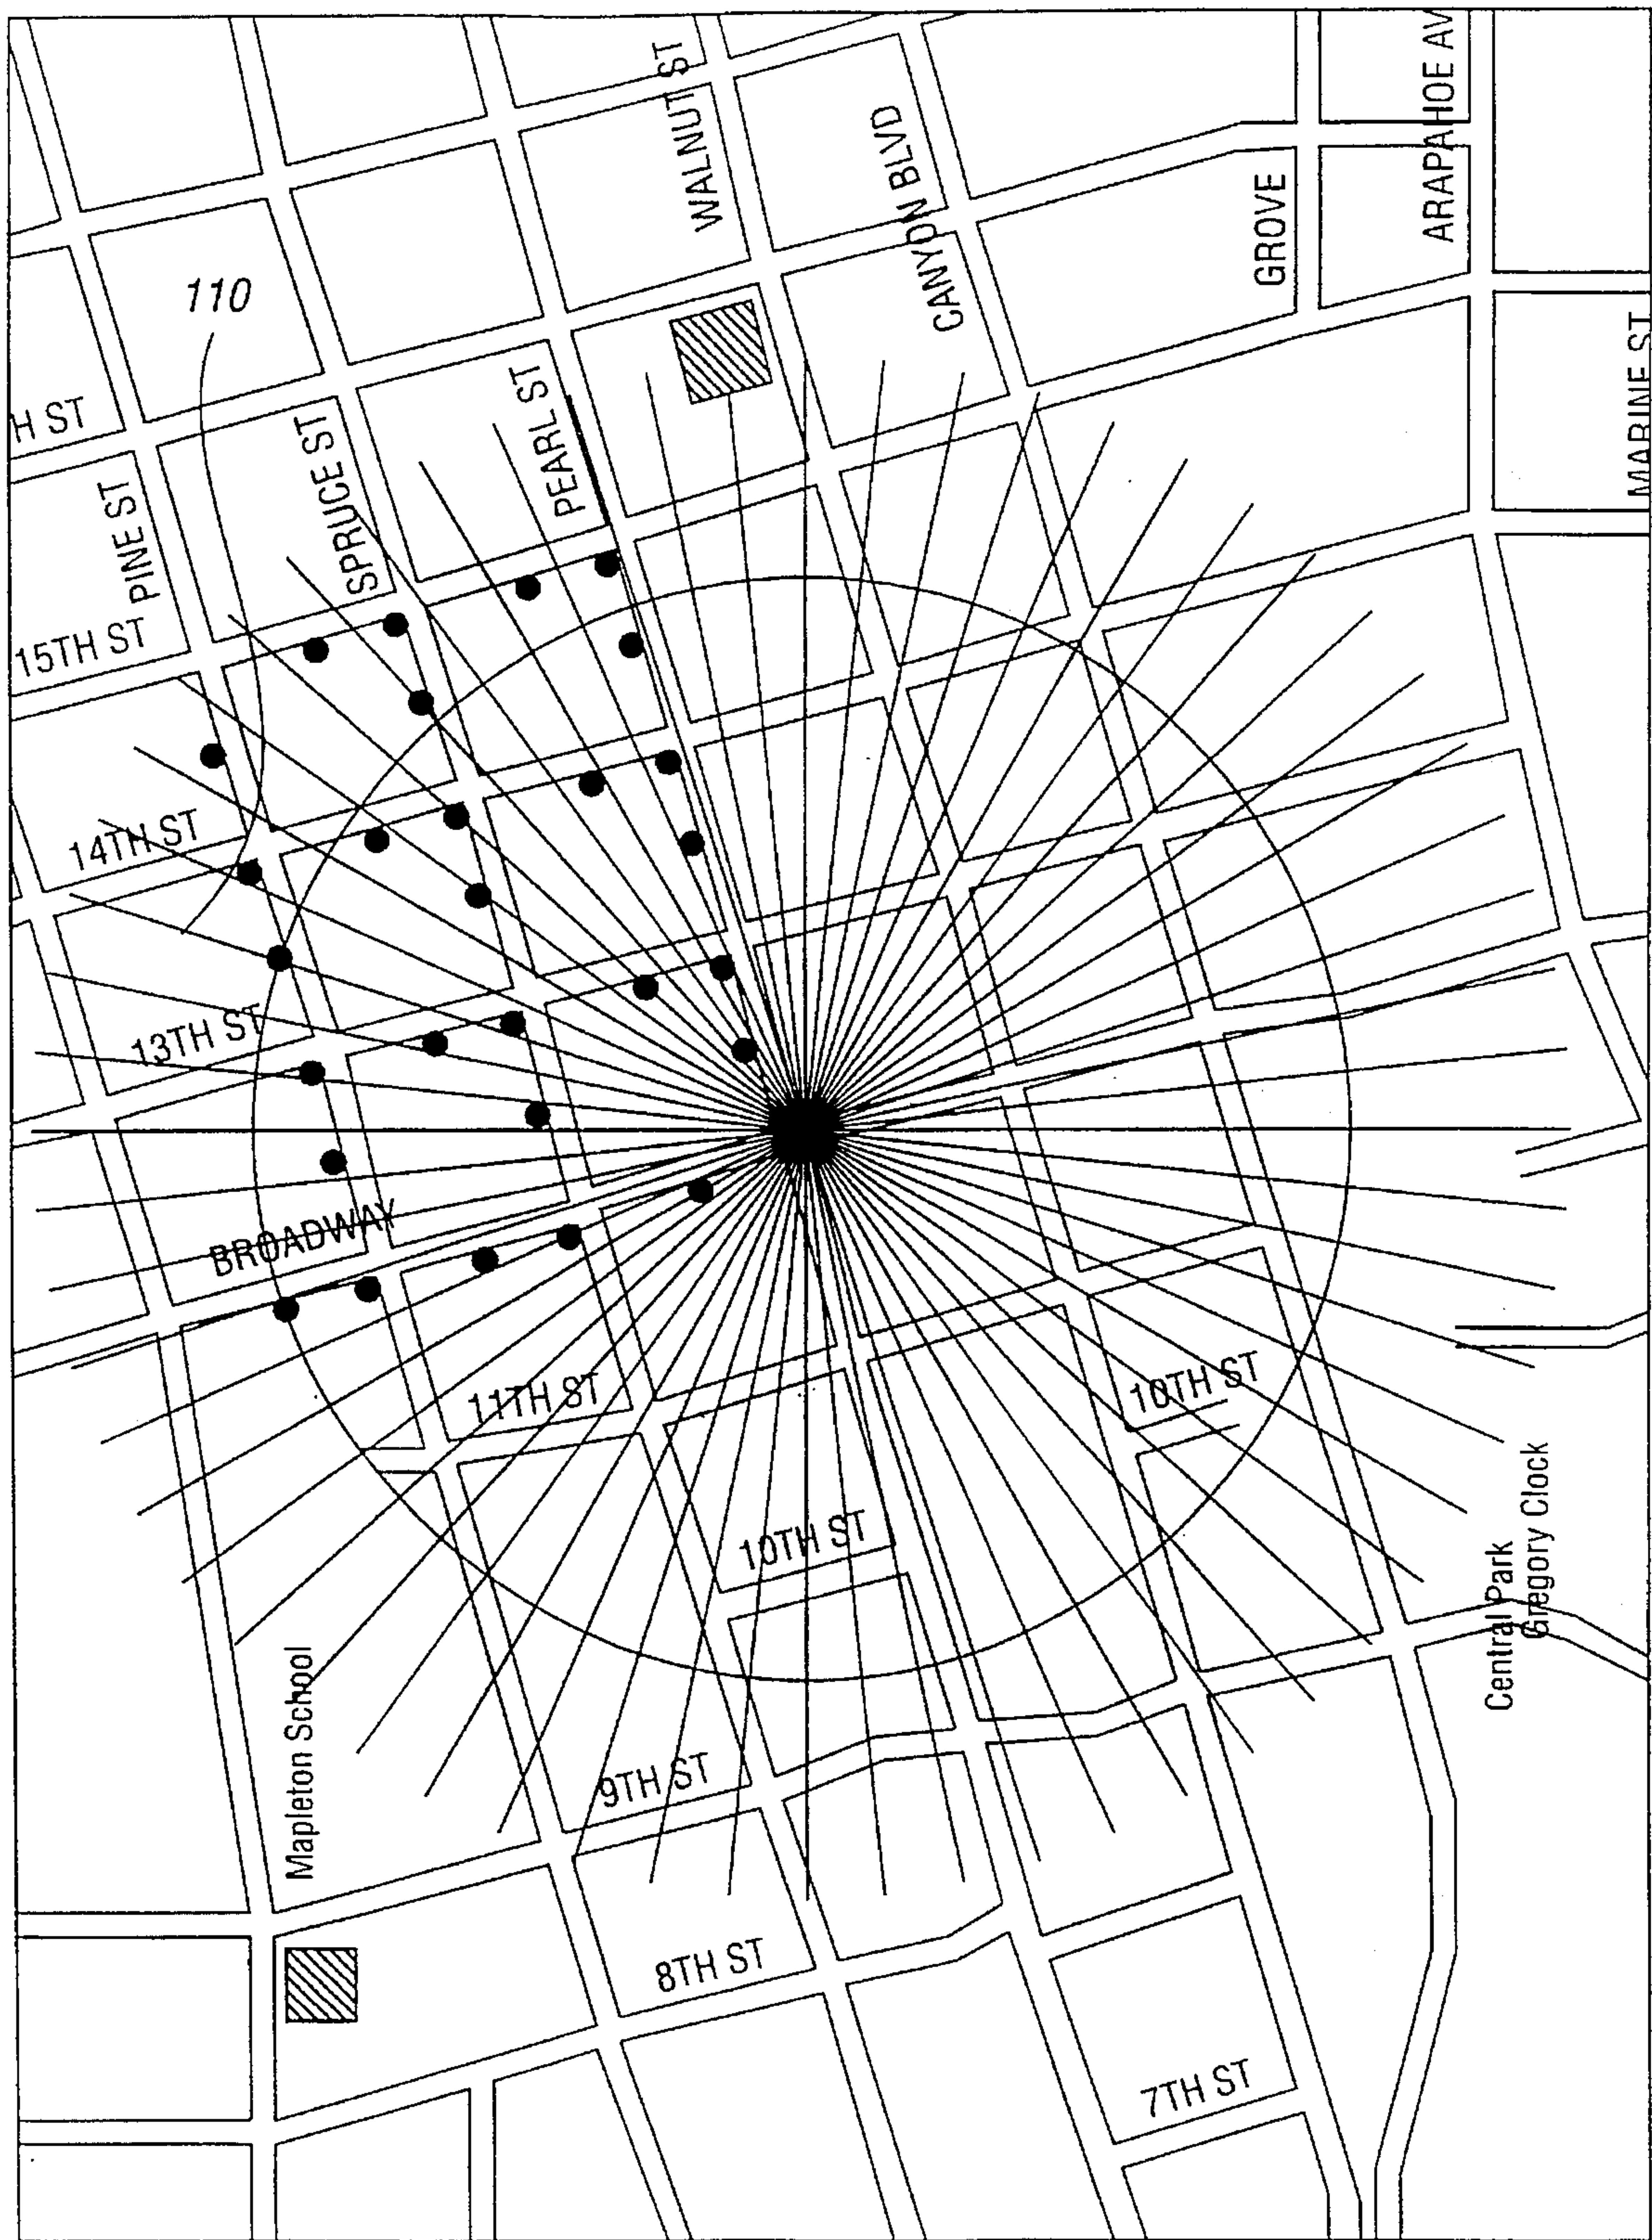 WALNUT ST
CANYON BLVD
GROVE
ARAPAHOE AV
110
MARINE ST
H ST
PEARL ST
SPRUCE ST
PINE ST
15TH ST
14TH ST
13TH ST
BROADWAY
11TH ST
10TH ST
10TH ST
Central Park
Gregory Clock
Mapleton School
9TH ST
8TH ST
7TH ST